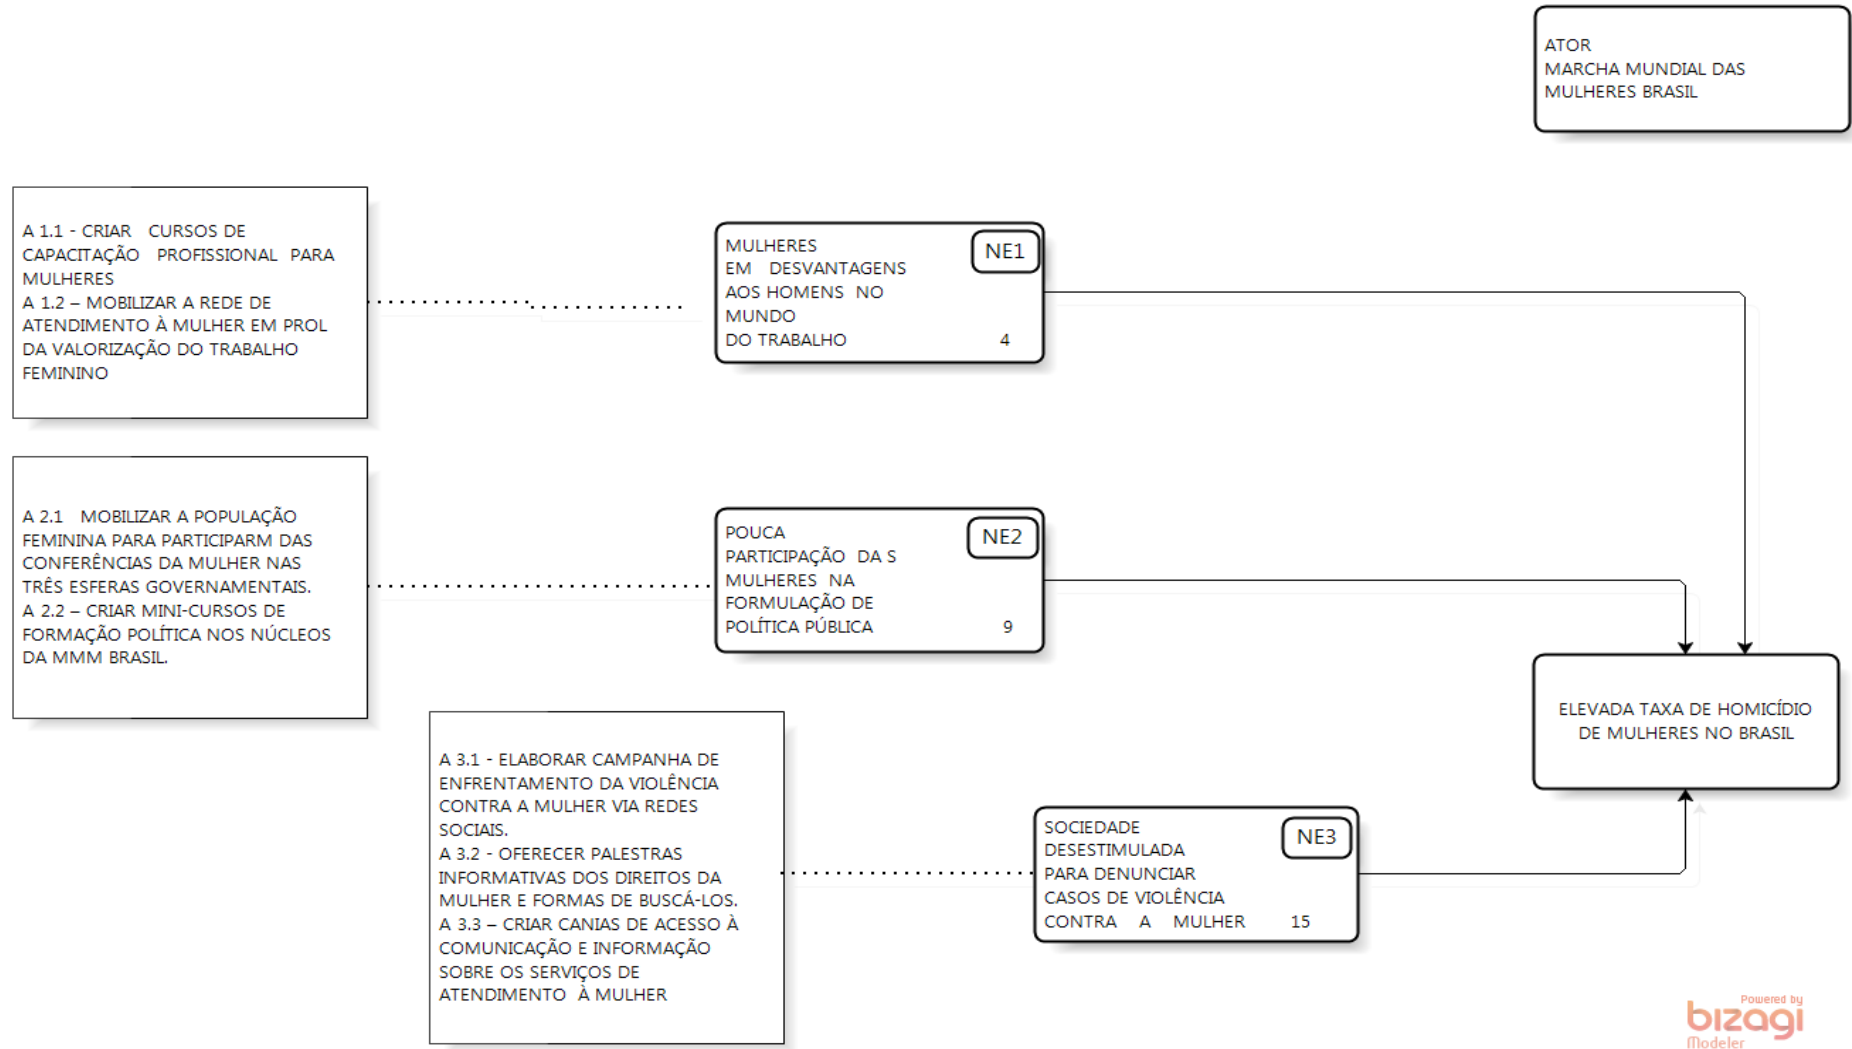 ATOR
MARCHA MUNDIAL DAS
MULHERES BRASIL
A 1.1 - CRIAR CURSOS DE
CAPACITAÇÃO PROFISSIONAL PARA
MULHERES
A 1.2 – MOBILIZAR A REDE DE
ATENDIMENTO À MULHER EM PROL
DA VALORIZAÇÃO DO TRABALHO
FEMININO
MULHERES
EM DESVANTAGENS
AOS HOMENS NO
MUNDO
DO TRABALHO 4
NE1
A 2.1 MOBILIZAR A POPULAÇÃO
FEMININA PARA PARTICIPARM DAS
CONFERÊNCIAS DA MULHER NAS
TRÊS ESFERAS GOVERNAMENTAIS.
A 2.2 – CRIAR MINI-CURSOS DE
FORMAÇÃO POLÍTICA NOS NÚCLEOS
DA MMM BRASIL.
POUCA
PARTICIPAÇÃO DA S
MULHERES NA
FORMULAÇÃO DE
POLÍTICA PÚBLICA 9
NE2
ELEVADA TAXA DE HOMICÍDIO
DE MULHERES NO BRASIL
A 3.1 - ELABORAR CAMPANHA DE
ENFRENTAMENTO DA VIOLÊNCIA
CONTRA A MULHER VIA REDES
SOCIAIS.
A 3.2 - OFERECER PALESTRAS
INFORMATIVAS DOS DIREITOS DA
MULHER E FORMAS DE BUSCÁ-LOS.
A 3.3 – CRIAR CANIAS DE ACESSO À
COMUNICAÇÃO E INFORMAÇÃO
SOBRE OS SERVIÇOS DE
ATENDIMENTO À MULHER
SOCIEDADE
DESESTIMULADA
PARA DENUNCIAR
CASOS DE VIOLÊNCIA
CONTRA A MULHER 15
NE3
Powered by
bizagi
Modeler